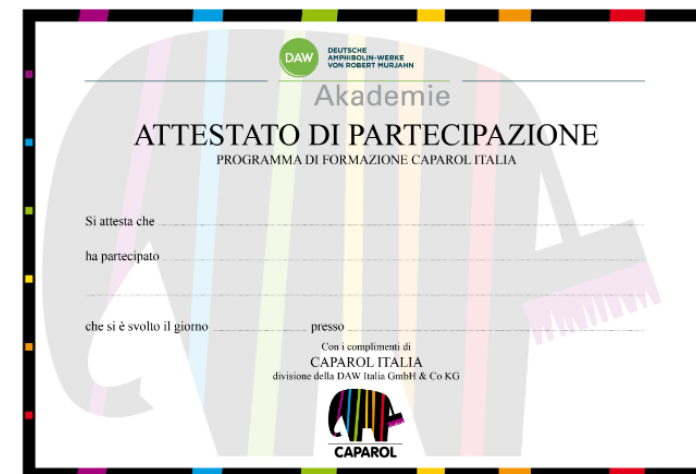 DAW
DEUTSCHE
AMPHIBOLIN-WERKE
VON ROBERT MURJAHN
Akademie
ATTESTATO DI PARTECIPAZIONE
PROGRAMMA DI FORMAZIONE CAPAROL ITALIA
Si attesta che
ha partecipato
che si è svolto il giorno presso
Con i complimenti di
CAPAROL ITALIA
divisione della DAW Italia GmbH & Co KG
CAPAROL